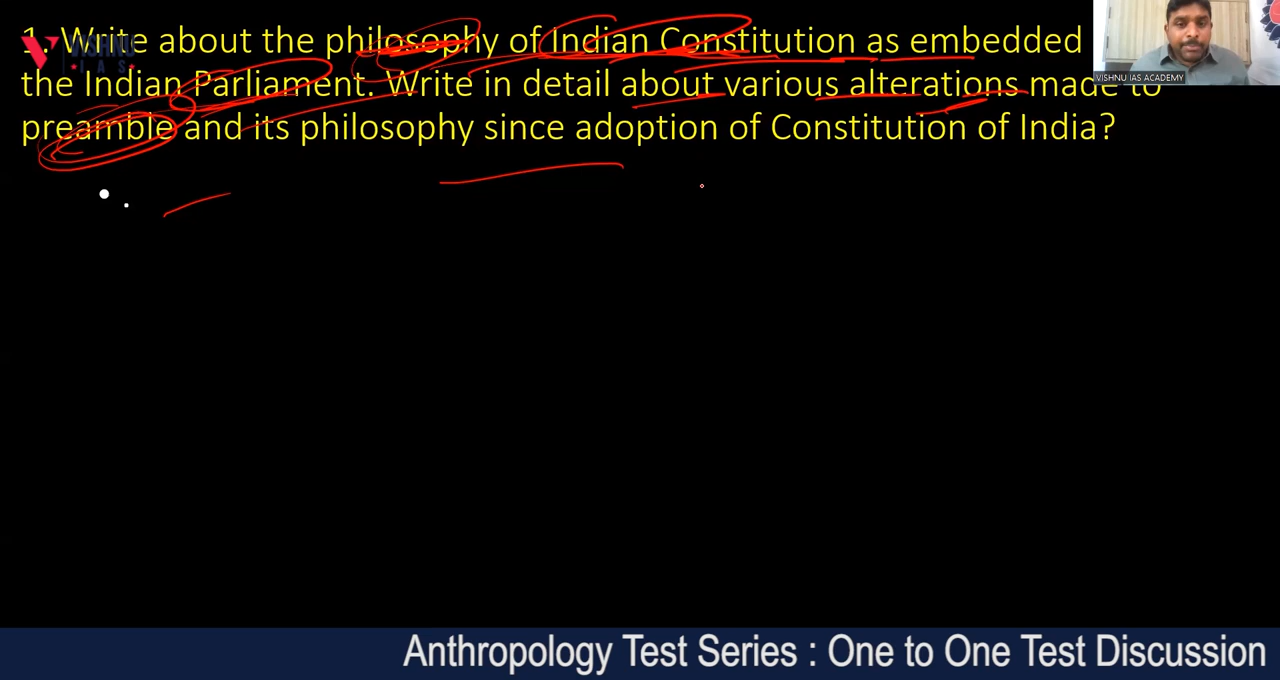 1. Write about the philosophy of Indian Constitution as embedded
the Indian Parliament. Write in detail about various alterations made to
preamble and its philosophy since adoption of Constitution of India?
VISHNU
IAS
VISHNU IAS ACADEMY
Anthropology Test Series : One to One Test Discussion